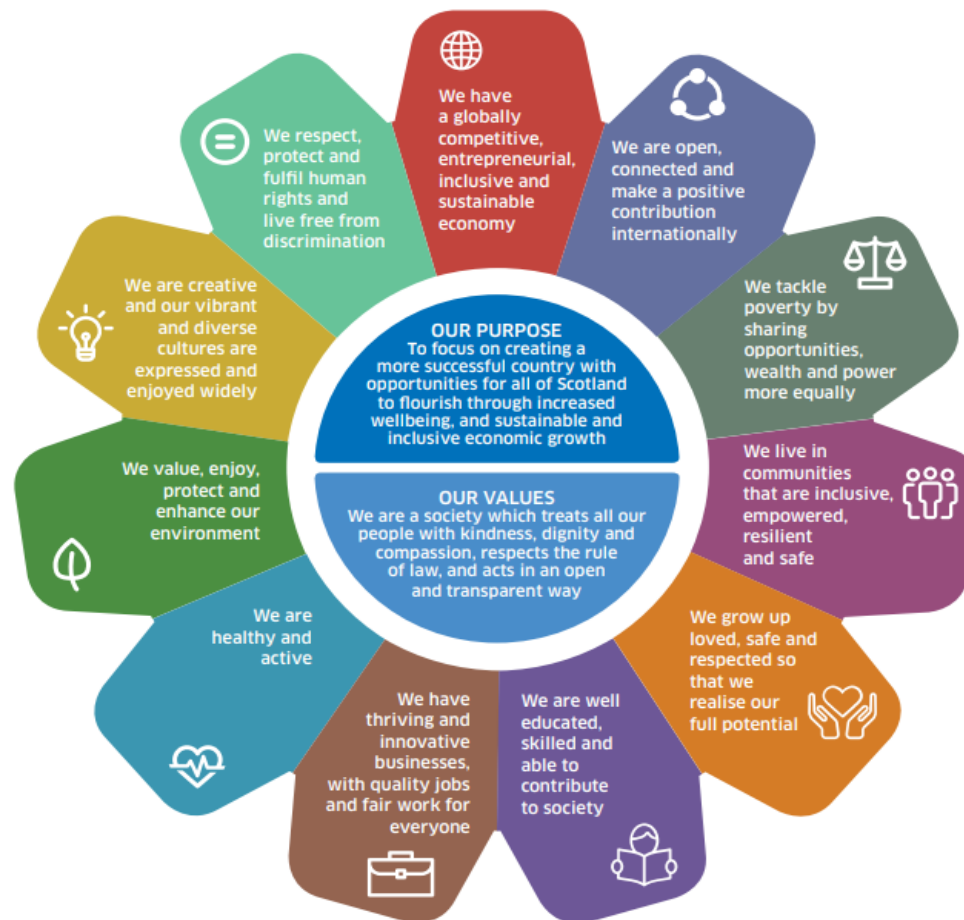 We have
a globally
competitive,
entrepreneurial,
inclusive and
sustainable
economy
We are open,
connected and
make a positive
contribution
internationally
We tackle
poverty by
sharing
opportunities,
wealth and power
more equally
We live in
communities
that are inclusive,
empowered,
resilient
and safe
We grow up
loved, safe and
respected so
that we
realise our
full potential
We are well
educated,
skilled and
able to
contribute
to society
We have
thriving and
innovative
businesses,
with quality jobs
and fair work for
everyone
We are
healthy and
active
We value, enjoy,
protect and
enhance our
environment
We are creative
and our vibrant
and diverse
cultures are
expressed and
enjoyed widely
We respect,
protect and
fulfil human
rights and
live free from
discrimination
OUR PURPOSE
To focus on creating a
more successful country with
opportunities for all of Scotland
to flourish through increased
wellbeing, and sustainable and
inclusive economic growth
OUR VALUES
We are a society which treats all our
people with kindness, dignity and
compassion, respects the rule
of law, and acts in an open
and transparent way